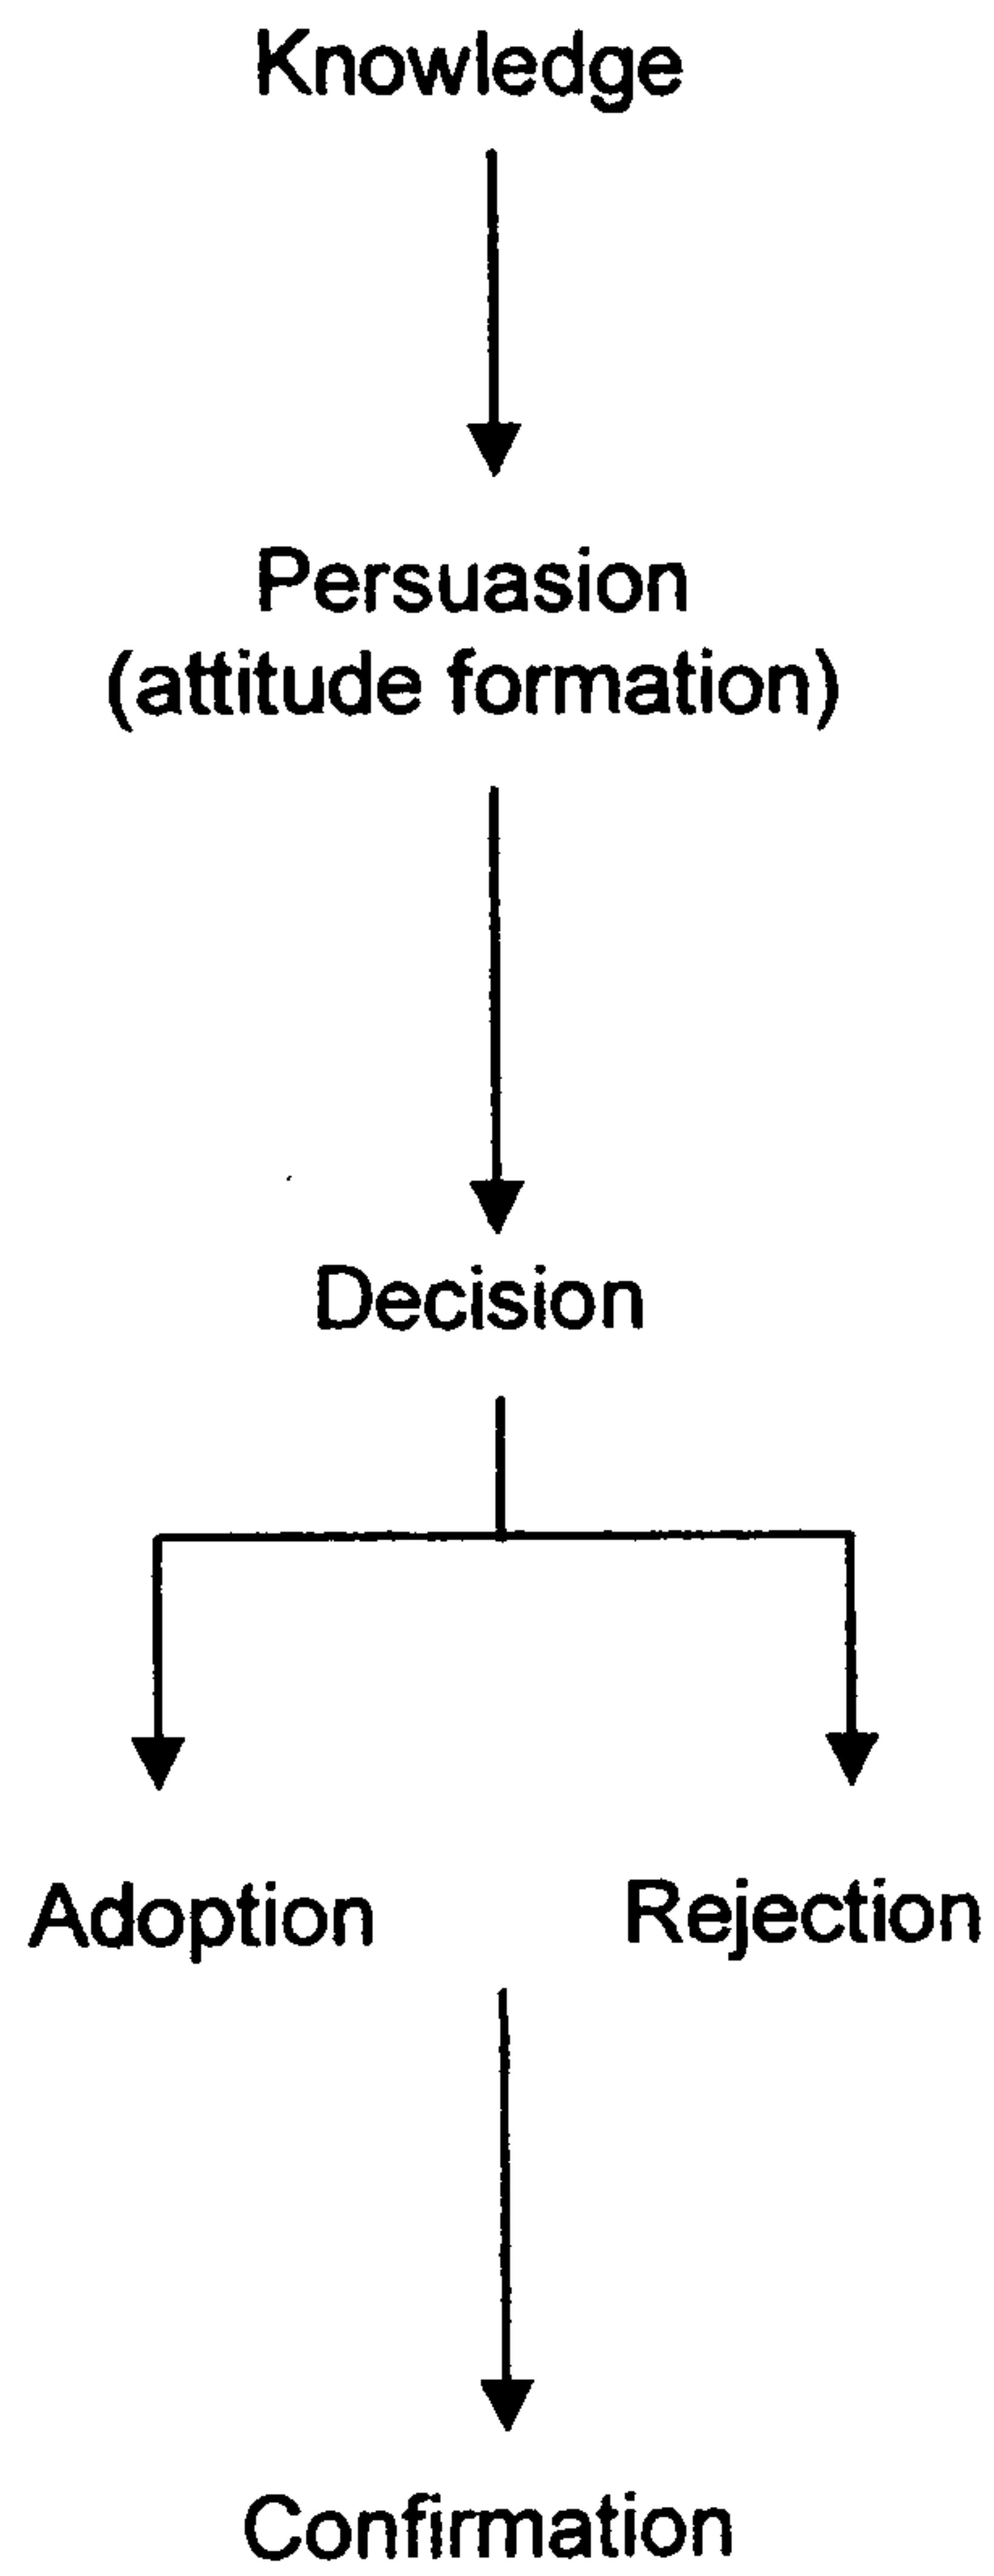 Knowledge
Persuasion
(attitude formation)
Decision
Adoption
Rejection
Confirmation